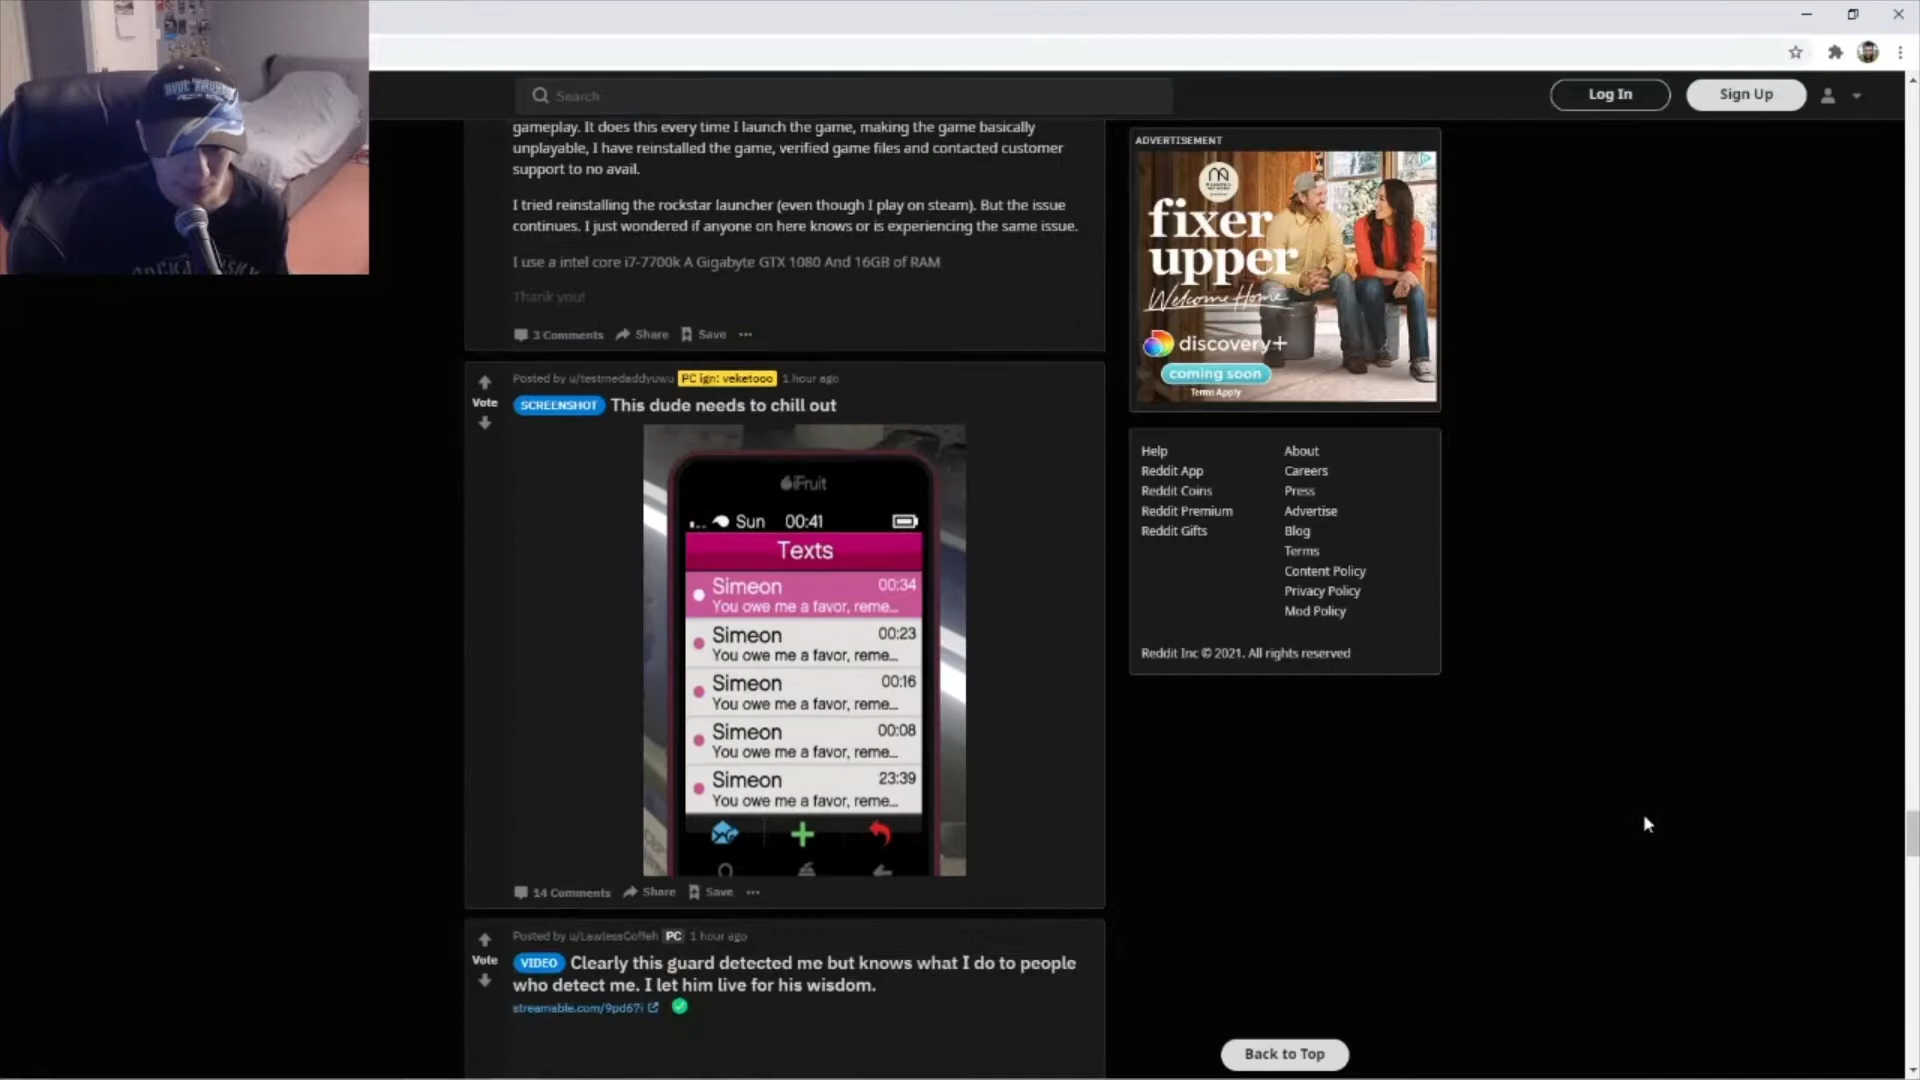 Search
Log In
Sign Up
gameplay. It does this every time I launch the game, making the game basically
unplayable, I have reinstalled the game, verified game files and contacted customer
support to no avail.
I tried reinstalling the rockstar launcher (even though I play on steam). But the issue
continues. I just wondered if anyone on here knows or is experiencing the same issue.
I use a intel core i7-7700k A Gigabyte GTX 1080 And 16GB of RAM
Thank you!
3 Comments Share Save
Vote
Posted by u/testmedaddyuwu PC ign: veketooo 1 hour ago
SCREENSHOT This dude needs to chill out
iFruit
Sun 00:41
Texts
Simeon 00:34
You owe me a favor, reme...
Simeon 00:23
You owe me a favor, reme...
Simeon 00:16
You owe me a favor, reme...
Simeon 00:08
You owe me a favor, reme...
Simeon 23:39
You owe me a favor, reme...
14 Comments Share Save
Vote
Posted by u/LawlessCoffeh PC 1 hour ago
VIDEO Clearly this guard detected me but knows what I do to people
who detect me. I let him live for his wisdom.
streamable.com/9pd67i
ADVERTISEMENT
fixer
upper
Welcome Home
discovery+
coming soon
Terms Apply
Help About
Reddit App Careers
Reddit Coins Press
Reddit Premium Advertise
Reddit Gifts Blog
Terms
Content Policy
Privacy Policy
Mod Policy
Reddit Inc © 2021. All rights reserved
Back to Top